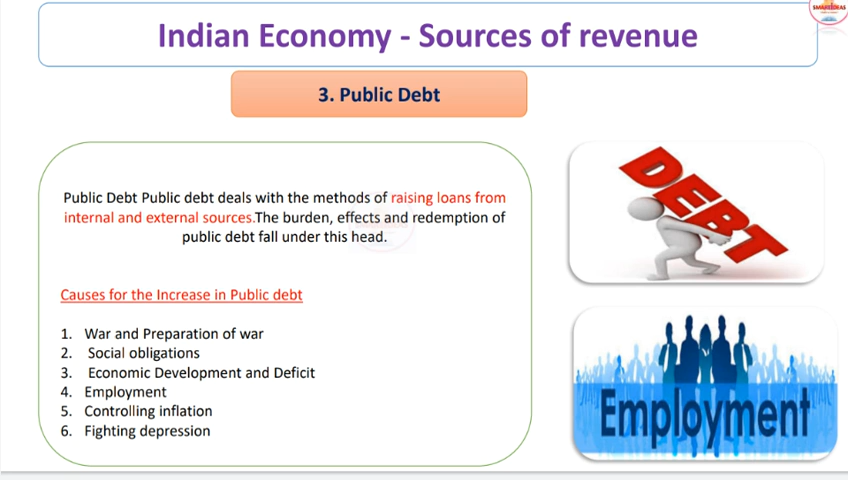 Indian Economy - Sources of revenue
3. Public Debt
Public Debt Public debt deals with the methods of raising loans from
internal and external sources.The burden, effects and redemption of
public debt fall under this head.
Causes for the Increase in Public debt
1. War and Preparation of war
2. Social obligations
3. Economic Development and Deficit
4. Employment
5. Controlling inflation
6. Fighting depression
DEBT
Employment